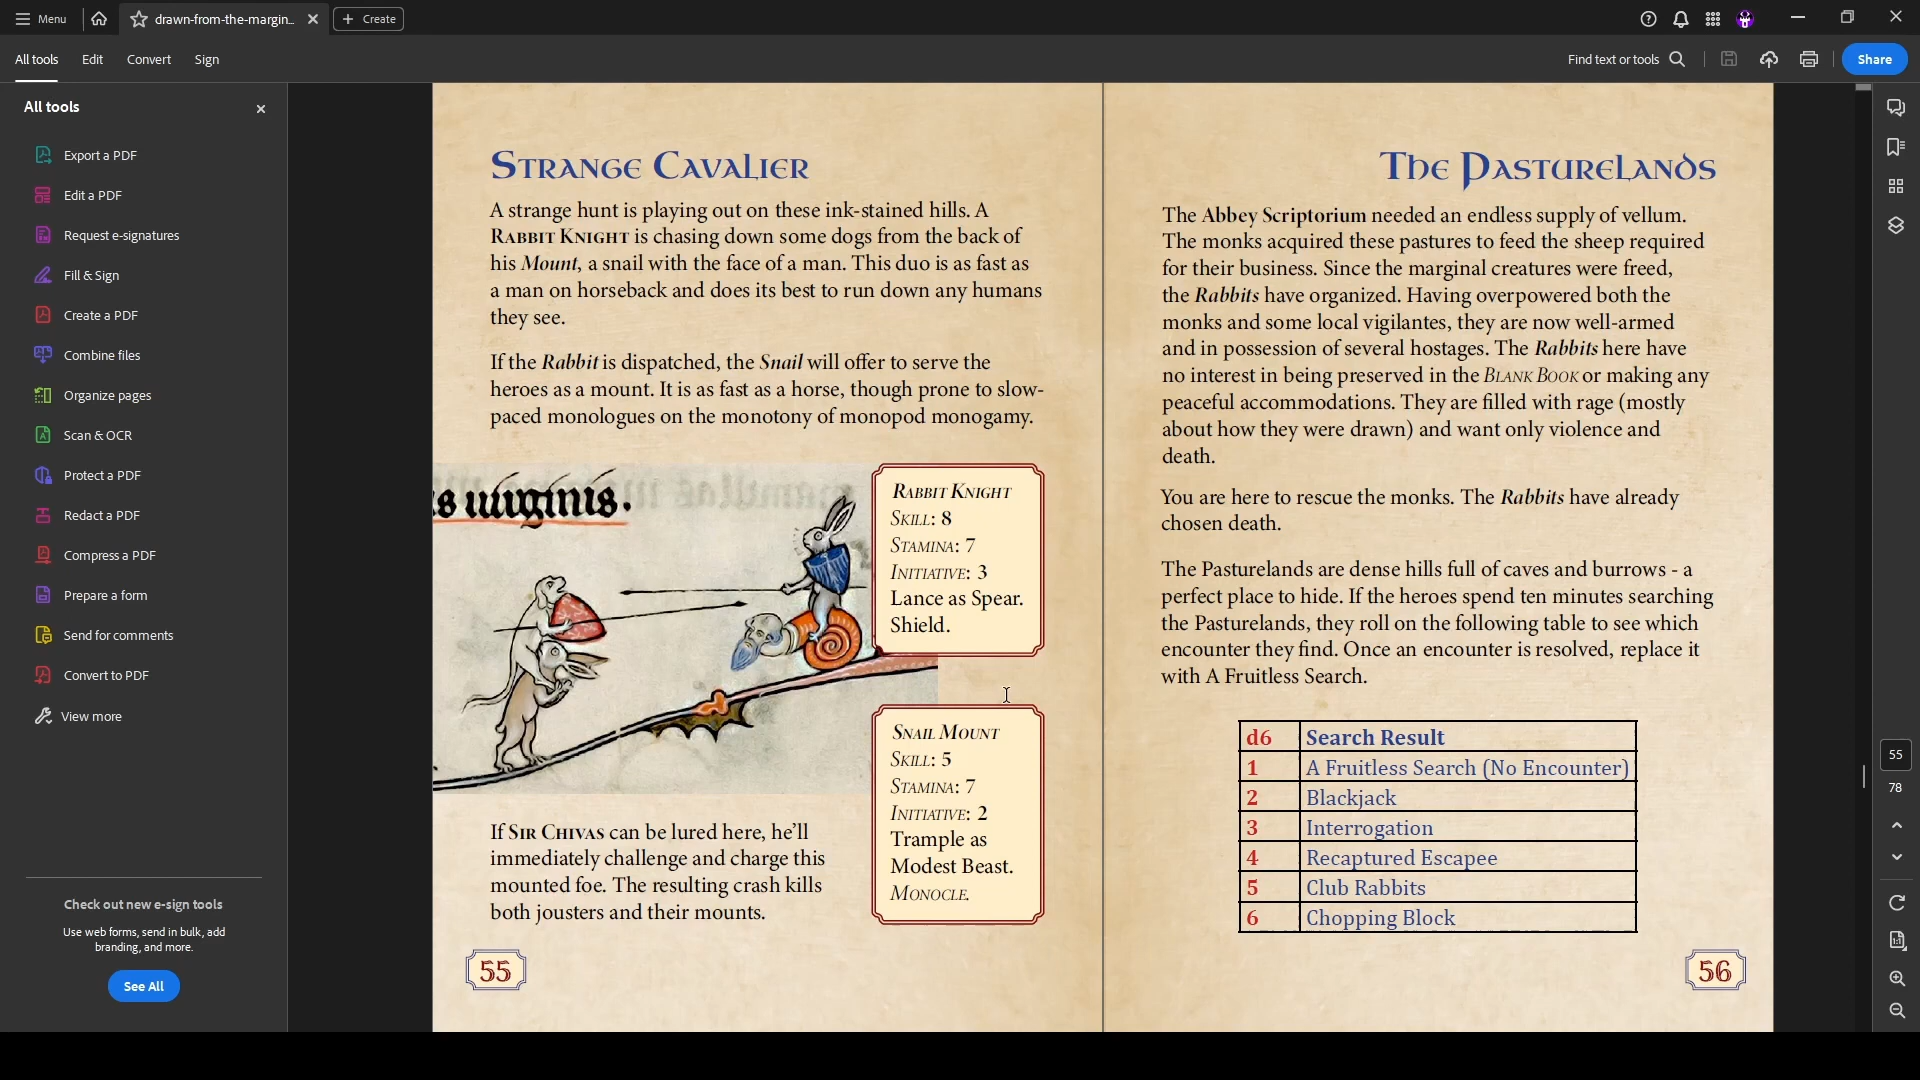 Menu
drawn-from-the-margin...
Create
All tools
Edit
Convert
Sign
Find text or tools
Share
All tools
Export a PDF
Edit a PDF
Request e-signatures
Fill & Sign
Create a PDF
Combine files
Organize pages
Scan & OCR
Protect a PDF
Redact a PDF
Compress a PDF
Prepare a form
Send for comments
Convert to PDF
View more
Check out new e-sign tools
Use web forms, send in bulk, add
branding, and more.
See All
Strange Cavalier
A strange hunt is playing out on these ink-stained hills. A
Rabbit Knight is chasing down some dogs from the back of
his Mount, a snail with the face of a man. This duo is as fast as
a man on horseback and does its best to run down any humans
they see.
If the Rabbit is dispatched, the Snail will offer to serve the
heroes as a mount. It is as fast as a horse, though prone to slow-
paced monologues on the monotony of monopod monogamy.
Rabbit Knight
Skill: 8
Stamina: 7
Initiative: 3
Lance as Spear.
Shield.
Snail Mount
Skill: 5
Stamina: 7
Initiative: 2
Trample as
Modest Beast.
Monocle.
If Sir Chivas can be lured here, he'll
immediately challenge and charge this
mounted foe. The resulting crash kills
both jousters and their mounts.
55
The Pasturelands
The Abbey Scriptorium needed an endless supply of vellum.
The monks acquired these pastures to feed the sheep required
for their business. Since the marginal creatures were freed,
the Rabbits have organized. Having overpowered both the
monks and some local vigilantes, they are now well-armed
and in possession of several hostages. The Rabbits here have
no interest in being preserved in the Blank Book or making any
peaceful accommodations. They are filled with rage (mostly
about how they were drawn) and want only violence and
death.
You are here to rescue the monks. The Rabbits have already
chosen death.
The Pasturelands are dense hills full of caves and burrows - a
perfect place to hide. If the heroes spend ten minutes searching
the Pasturelands, they roll on the following table to see which
encounter they find. Once an encounter is resolved, replace it
with A Fruitless Search.
d6 Search Result
1 A Fruitless Search (No Encounter)
2 Blackjack
3 Interrogation
4 Recaptured Escapee
5 Club Rabbits
6 Chopping Block
56
55
78